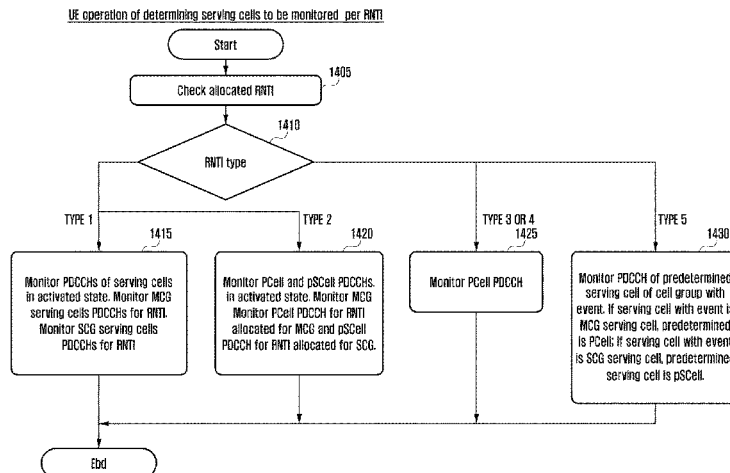 UE operation of determining serving cells to be monitored per RNTI
Start
1405
Check allocated RNTI
1410
RNTI type
TYPE 1
TYPE 2
TYPE 3 OR 4
TYPE 5
1415
Monitor PDCCHs of serving cells
in activated state. Monitor MCG
serving cells PDCCHs for RNTI.
Monitor SCG serving cells
PDCCHs for RNTI
1420
Monitor PCell and pSCell PDCCHs.
in activated state. Monitor MCG
Monitor PCell PDCCH for RNTI
allocated for MCG and pSCell
PDCCH for RNTI allocated for SCG.
1425
Monitor PCell PDCCH
1430
Monitor PDCCH of predetermined
serving cell of cell group with
event. If serving cell with event is
MCG serving cell, predetermined
is PCell; If serving cell with event
is SCG serving cell, predetermined
serving cell is pSCell.
Ebd